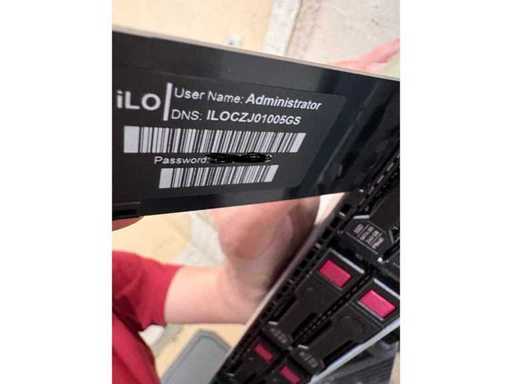 iLO
User Name: Administrator
DNS: ILOCZJ01005GS
Password: